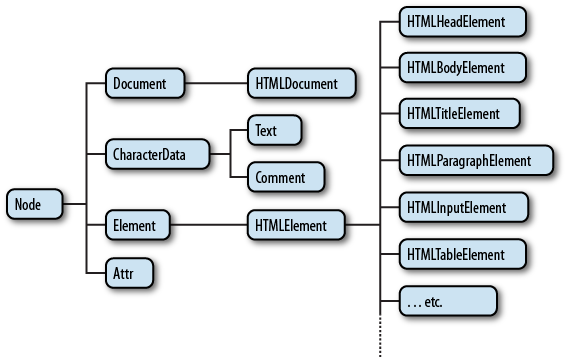 HTMLHeadElement
HTMLBodyElement
Document
HTMLDocument
HTMLTitleElement
Text
CharacterData
HTMLParagraphElement
Comment
Node
HTMLInputElement
Element
HTMLElement
HTMLTableElement
Attr
. . . etc.